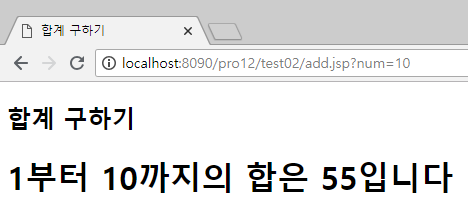 합계 구하기
localhost:8090/pro12/test02/add.jsp?num=10
합계 구하기
1부터 10까지의 합은 55입니다